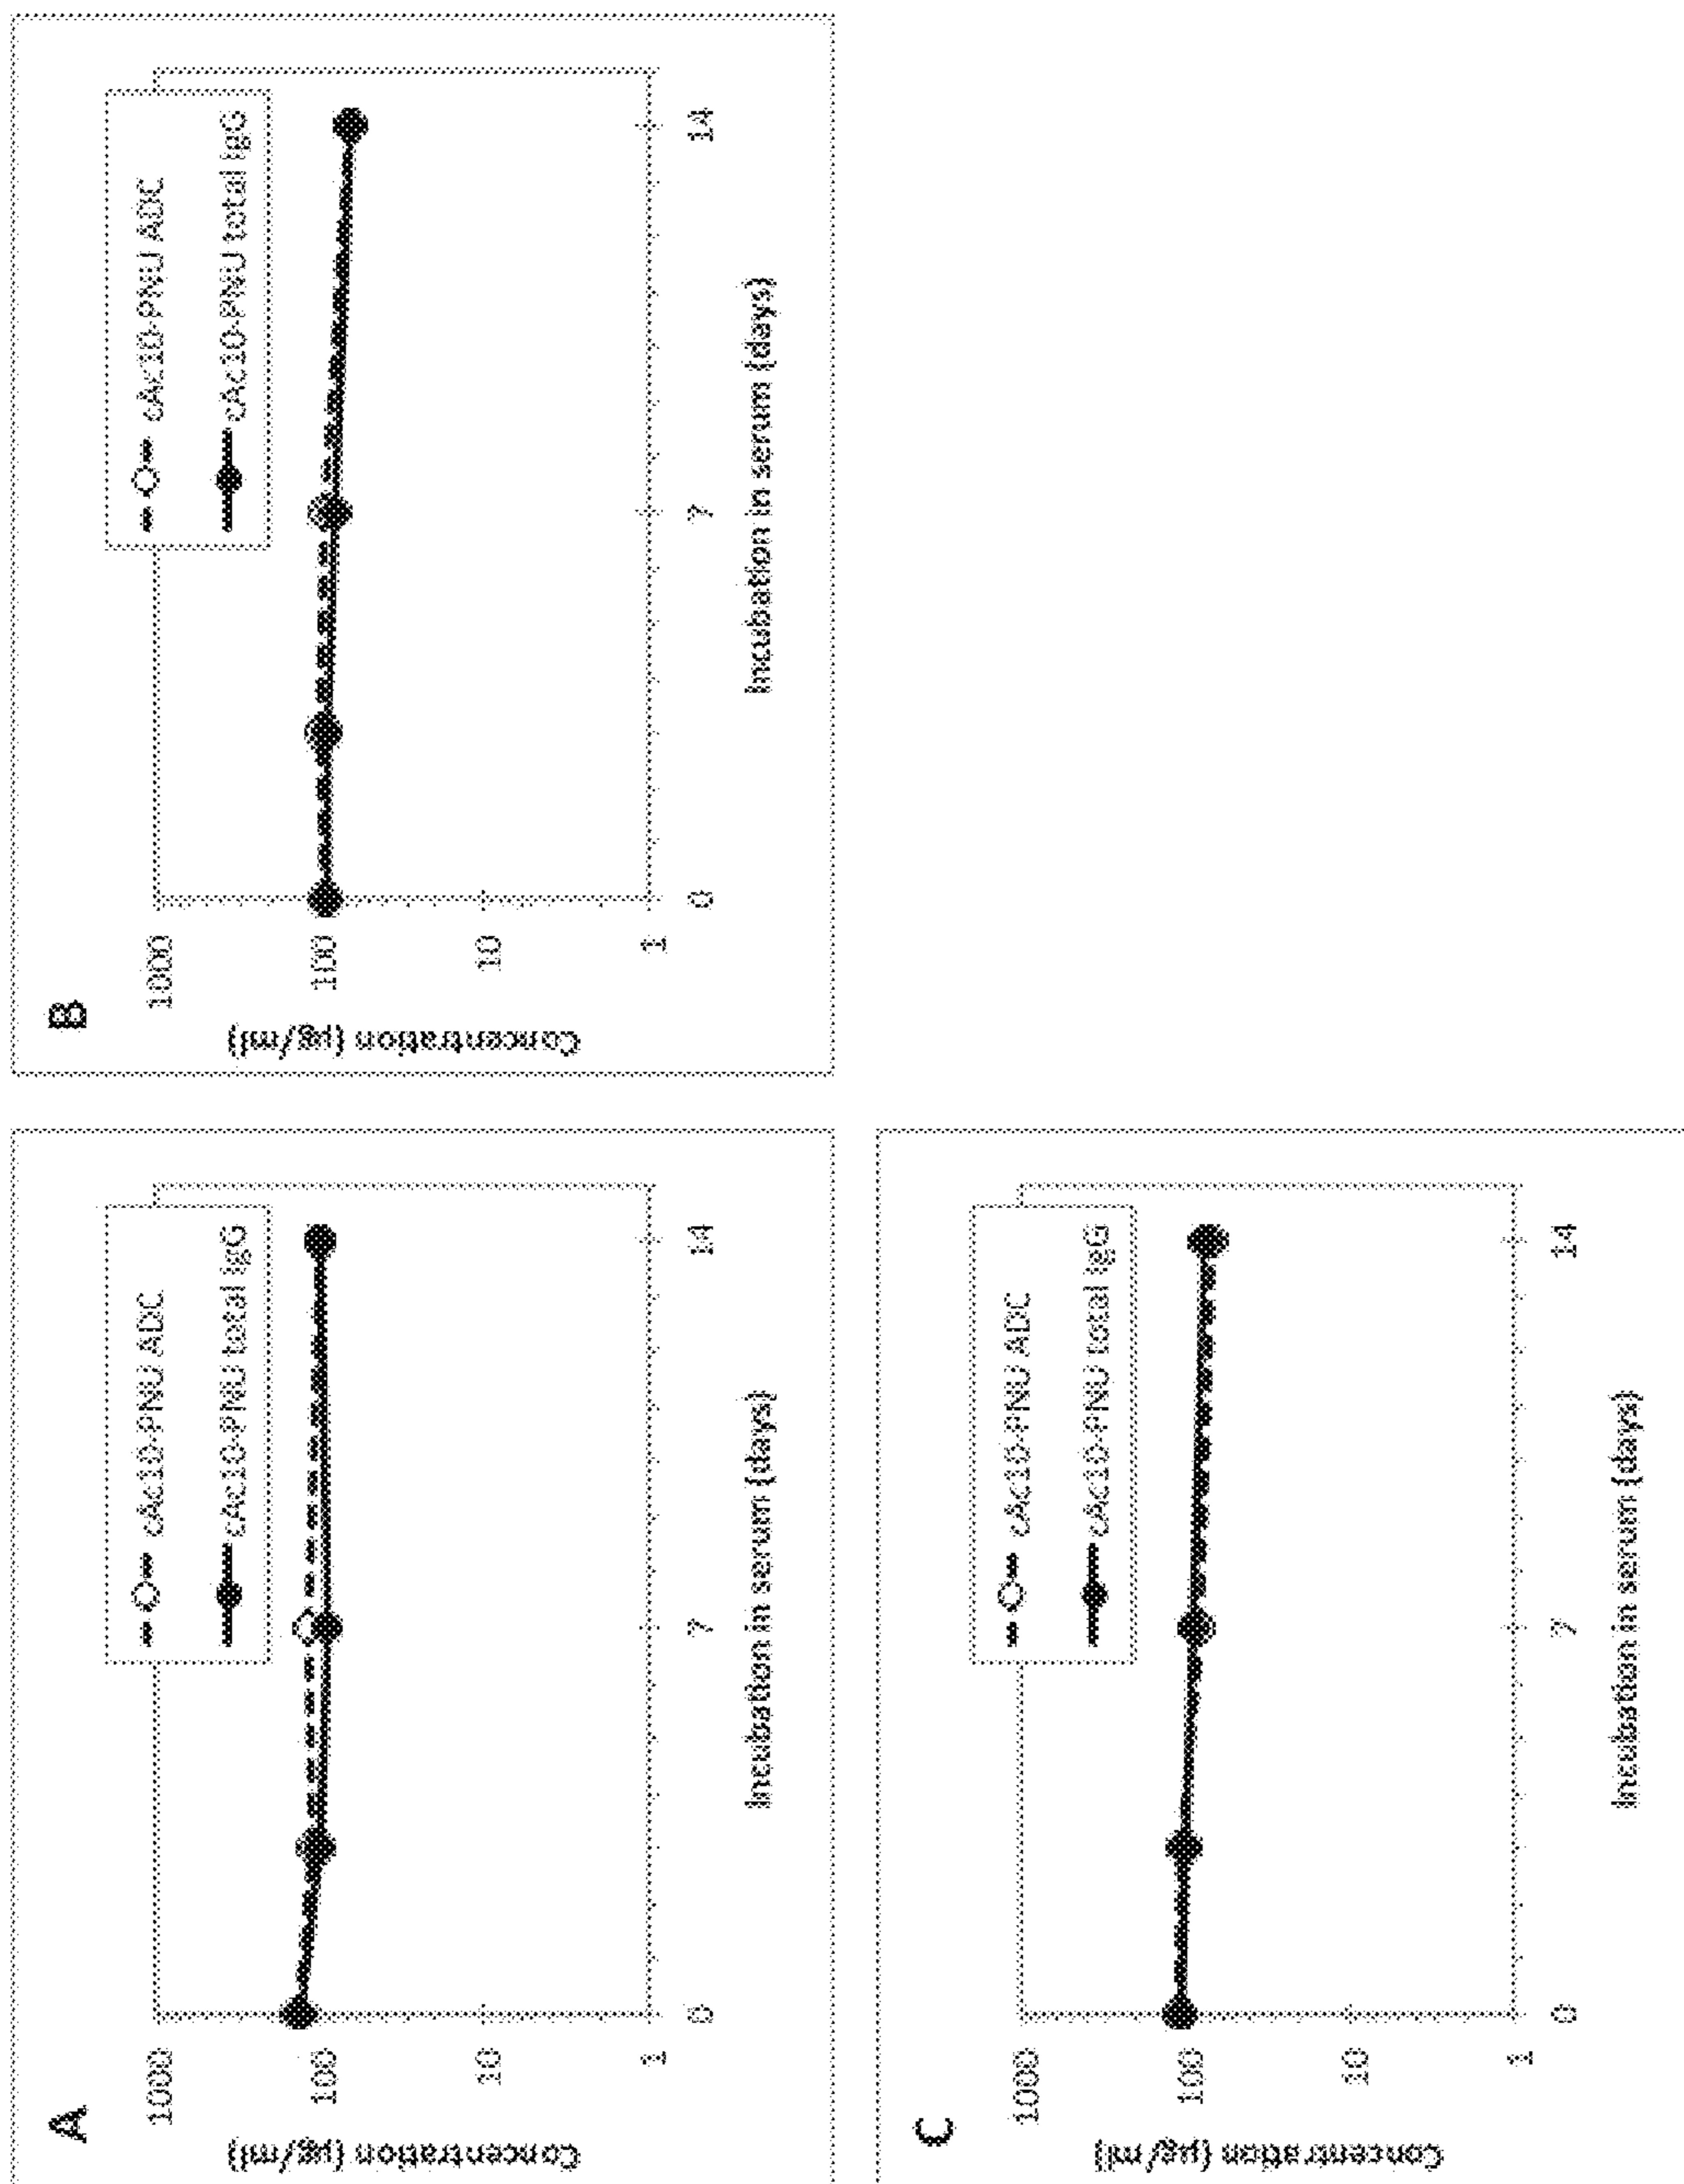 A
1000
100
10
1
Concentration (µg/ml)
cAc10-PNU ADC
cAc10-PNU total IgG
0
7
14
Incubation in serum (days)
B
1000
100
10
1
Concentration (µg/ml)
cAc10-PNU ADC
cAc10-PNU total IgG
0
7
14
Incubation in serum (days)
C
1000
100
10
1
Concentration (µg/ml)
cAc10-PNU ADC
cAc10-PNU total IgG
0
7
14
Incubation in serum (days)